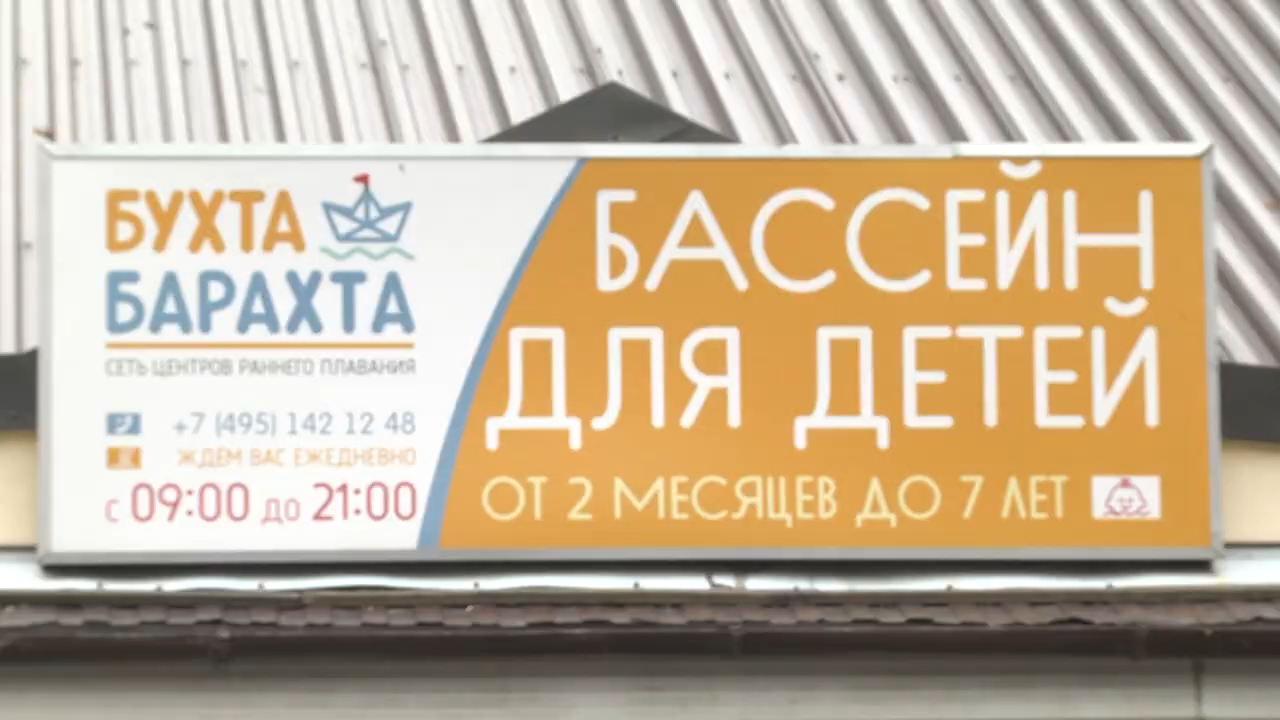 БУХТА
БАРАХТА
СЕТЬ ЦЕНТРОВ РАННЕГО ПЛАВАНИЯ
+7 (495) 142 12 48
ЖДЕМ ВАС ЕЖЕДНЕВНО
с 09:00 до 21:00
БАССЕЙН
ДЛЯ ДЕТЕЙ
ОТ 2 МЕСЯЦЕВ ДО 7 ЛЕТ